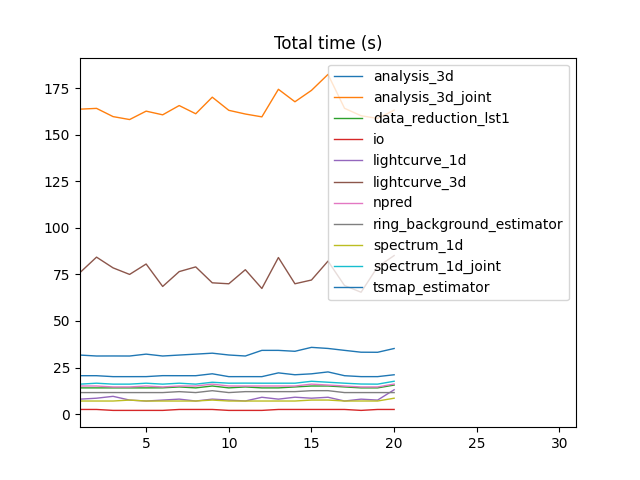 Total time (s)
175
150
125
100
75
50
25
0
analysis_3d
analysis_3d_joint
data_reduction_lst1
io
lightcurve_1d
lightcurve_3d
npred
ring_background_estimator
spectrum_1d
spectrum_1d_joint
tsmap_estimator
5 10 15 20 25 30